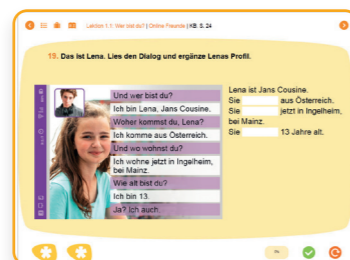 Lektion 1.1: Wer bist du? | Online Freunde | KB. S. 24
19. Das ist Lena. Lies den Dialog und ergänze Lenas Profil.
Und wer bist du?
Ich bin Lena, Jans Cousine.
Woher kommst du, Lena?
Ich komme aus Österreich.
Und wo wohnst du?
Ich wohne jetzt in Ingelheim,
bei Mainz.
Wie alt bist du?
Ich bin 13.
Ja? Ich auch.
Lena ist Jans Cousine.
Sie aus Österreich.
Sie jetzt in Ingelheim,
bei Mainz.
Sie 13 Jahre alt.